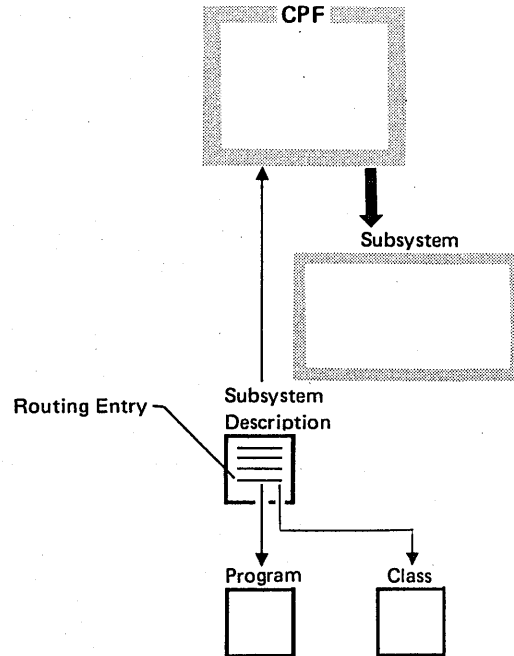 CPF
Subsystem
Routing Entry
Subsystem
Description
Program
Class